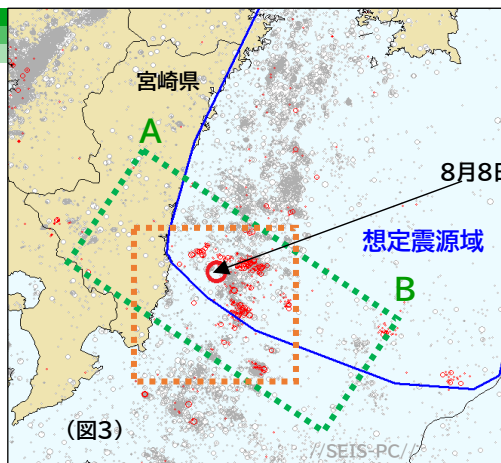 宮崎県
A
8月8日
想定震源域
B
(図3)
//SEIS-PC//